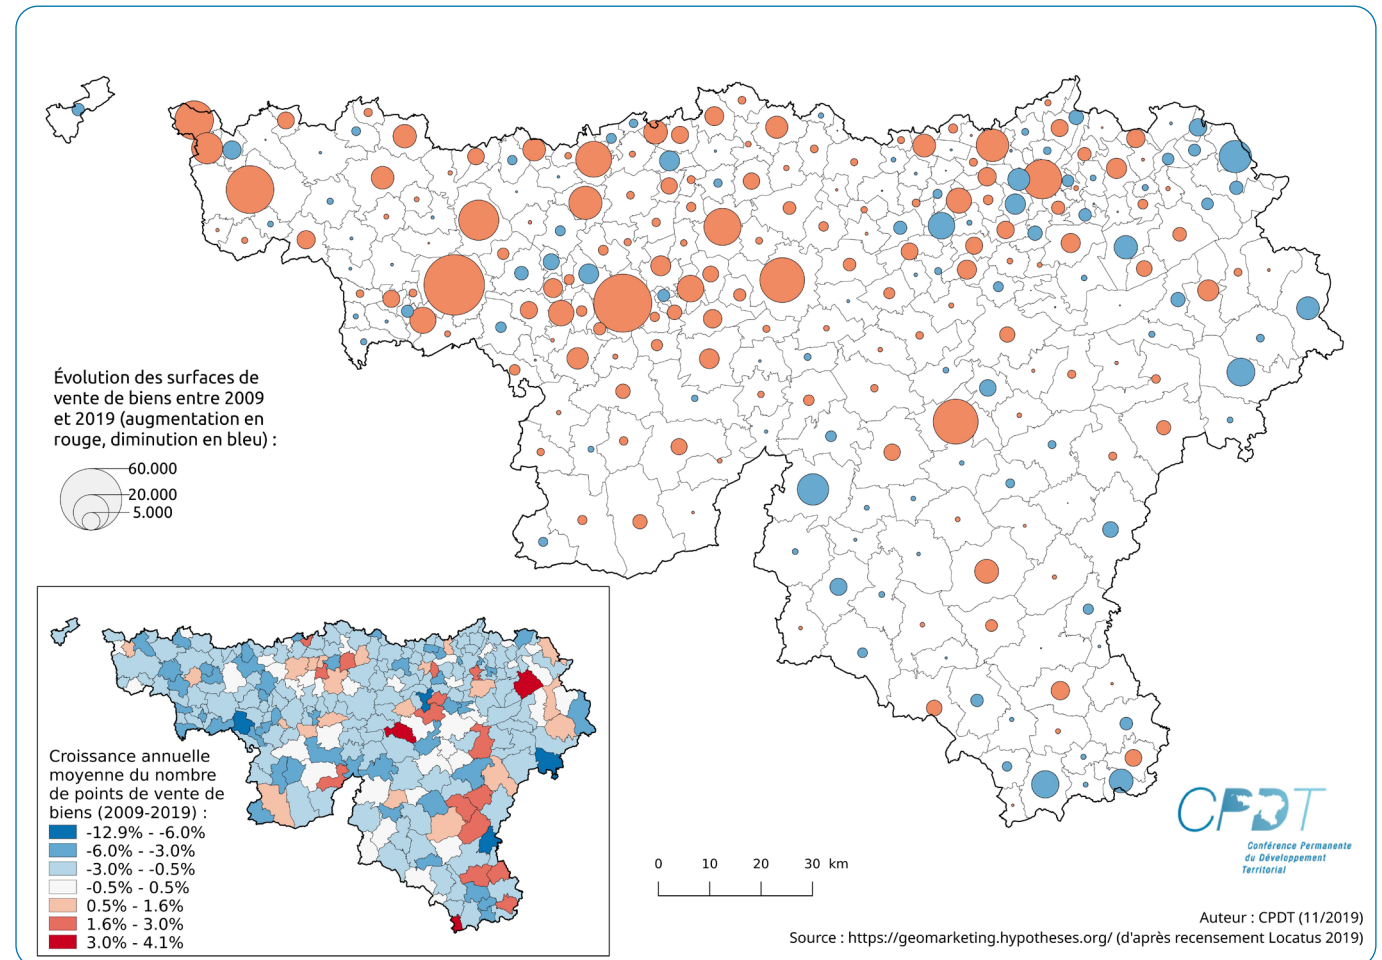 Évolution des surfaces de
vente de biens entre 2009
et 2019 (augmentation en
rouge, diminution en bleu) :
60.000
20.000
5.000
Croissance annuelle
moyenne du nombre
de points de vente de
biens (2009-2019) :
-12.9% - -6.0%
-6.0% - -3.0%
-3.0% - -0.5%
-0.5% - 0.5%
0.5% - 1.6%
1.6% - 3.0%
3.0% - 4.1%
0 10 20 30 km
CPDT
Conférence Permanente
du Développement
Territorial
Auteur : CPDT (11/2019)
Source : https://geomarketing.hypotheses.org/ (d'après recensement Locatus 2019)